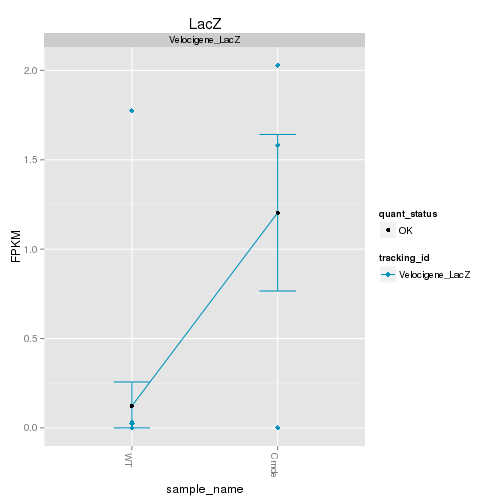 LacZ
Velocigene_LacZ
2.0
1.5
1.0
0.5
0.0
FPKM
WT
Crnde
sample_name
quant_status
OK
tracking_id
Velocigene_LacZ